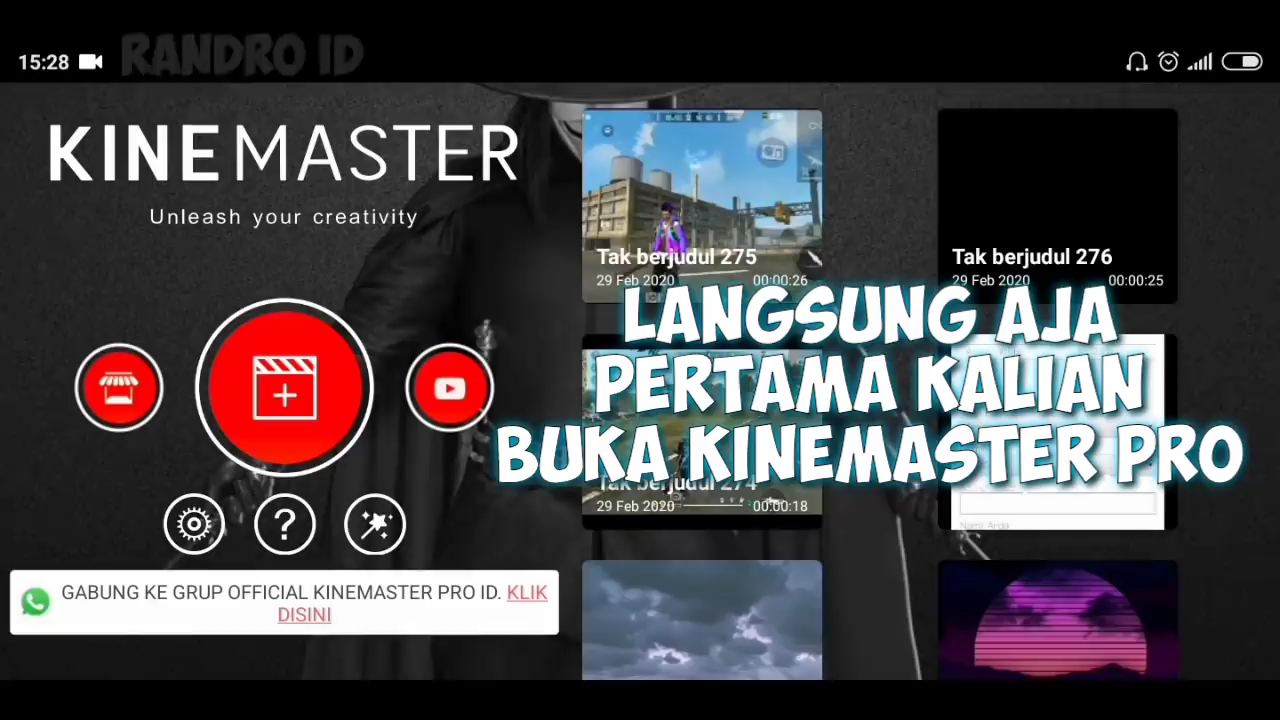 15:28
RANDRO ID
KINEMASTER
Unleash your creativity
Tak berjudul 275
29 Feb 2020 00:00:26
Tak berjudul 276
29 Feb 2020 00:00:25
LANGSUNG AJA
PERTAMA KALIAN
BUKA KINEMASTER PRO
Tak berjudul 274
29 Feb 2020 00:00:18
Nama Anda
GABUNG KE GRUP OFFICIAL KINEMASTER PRO ID. KLIK
DISINI